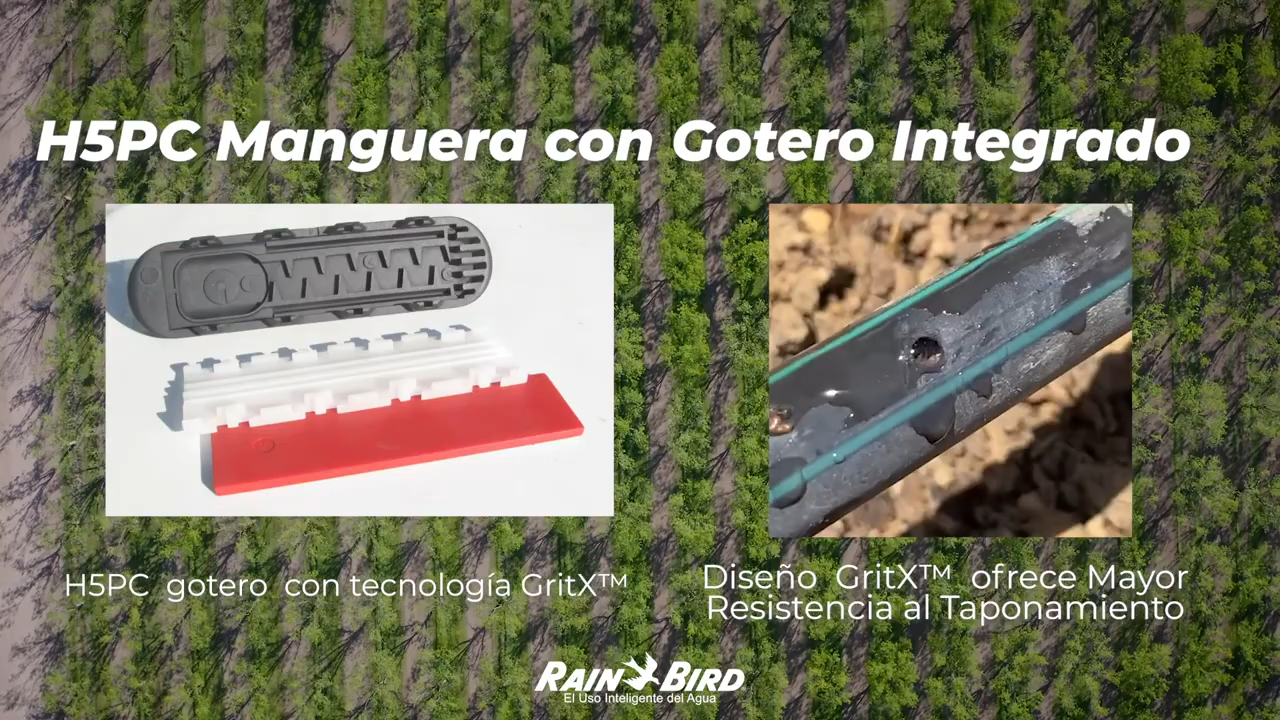 H5PC Manguera con Gotero Integrado
H5PC gotero con tecnología GritX™
Diseño GritX™ ofrece Mayor
Resistencia al Taponamiento
RAIN BIRD
El Uso Inteligente del Agua